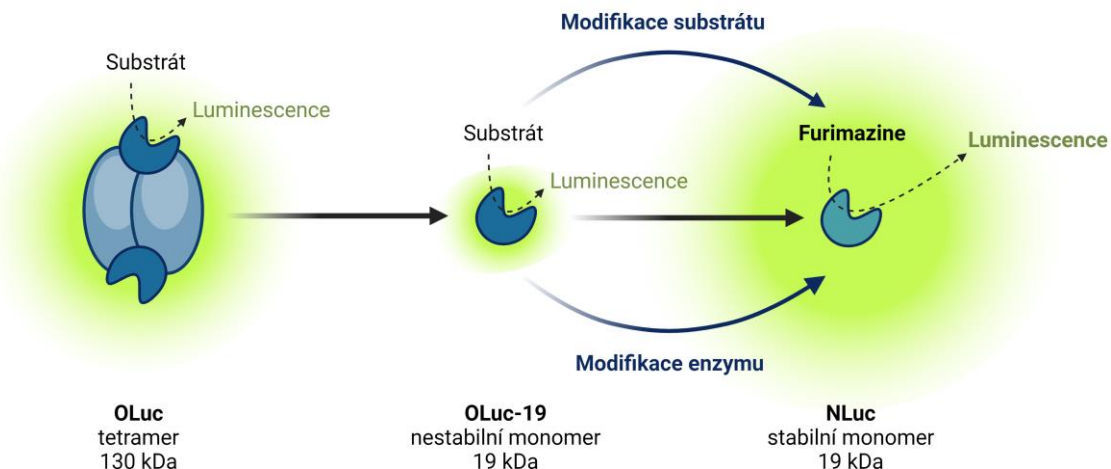 Modifikace substrátu
Substrát
Luminescence
Substrát
Luminescence
Furimazine
Luminescence
Modifikace enzymu
OLuc
tetramer
130 kDa
OLuc-19
nestabilní monomer
19 kDa
NLuc
stabilní monomer
19 kDa